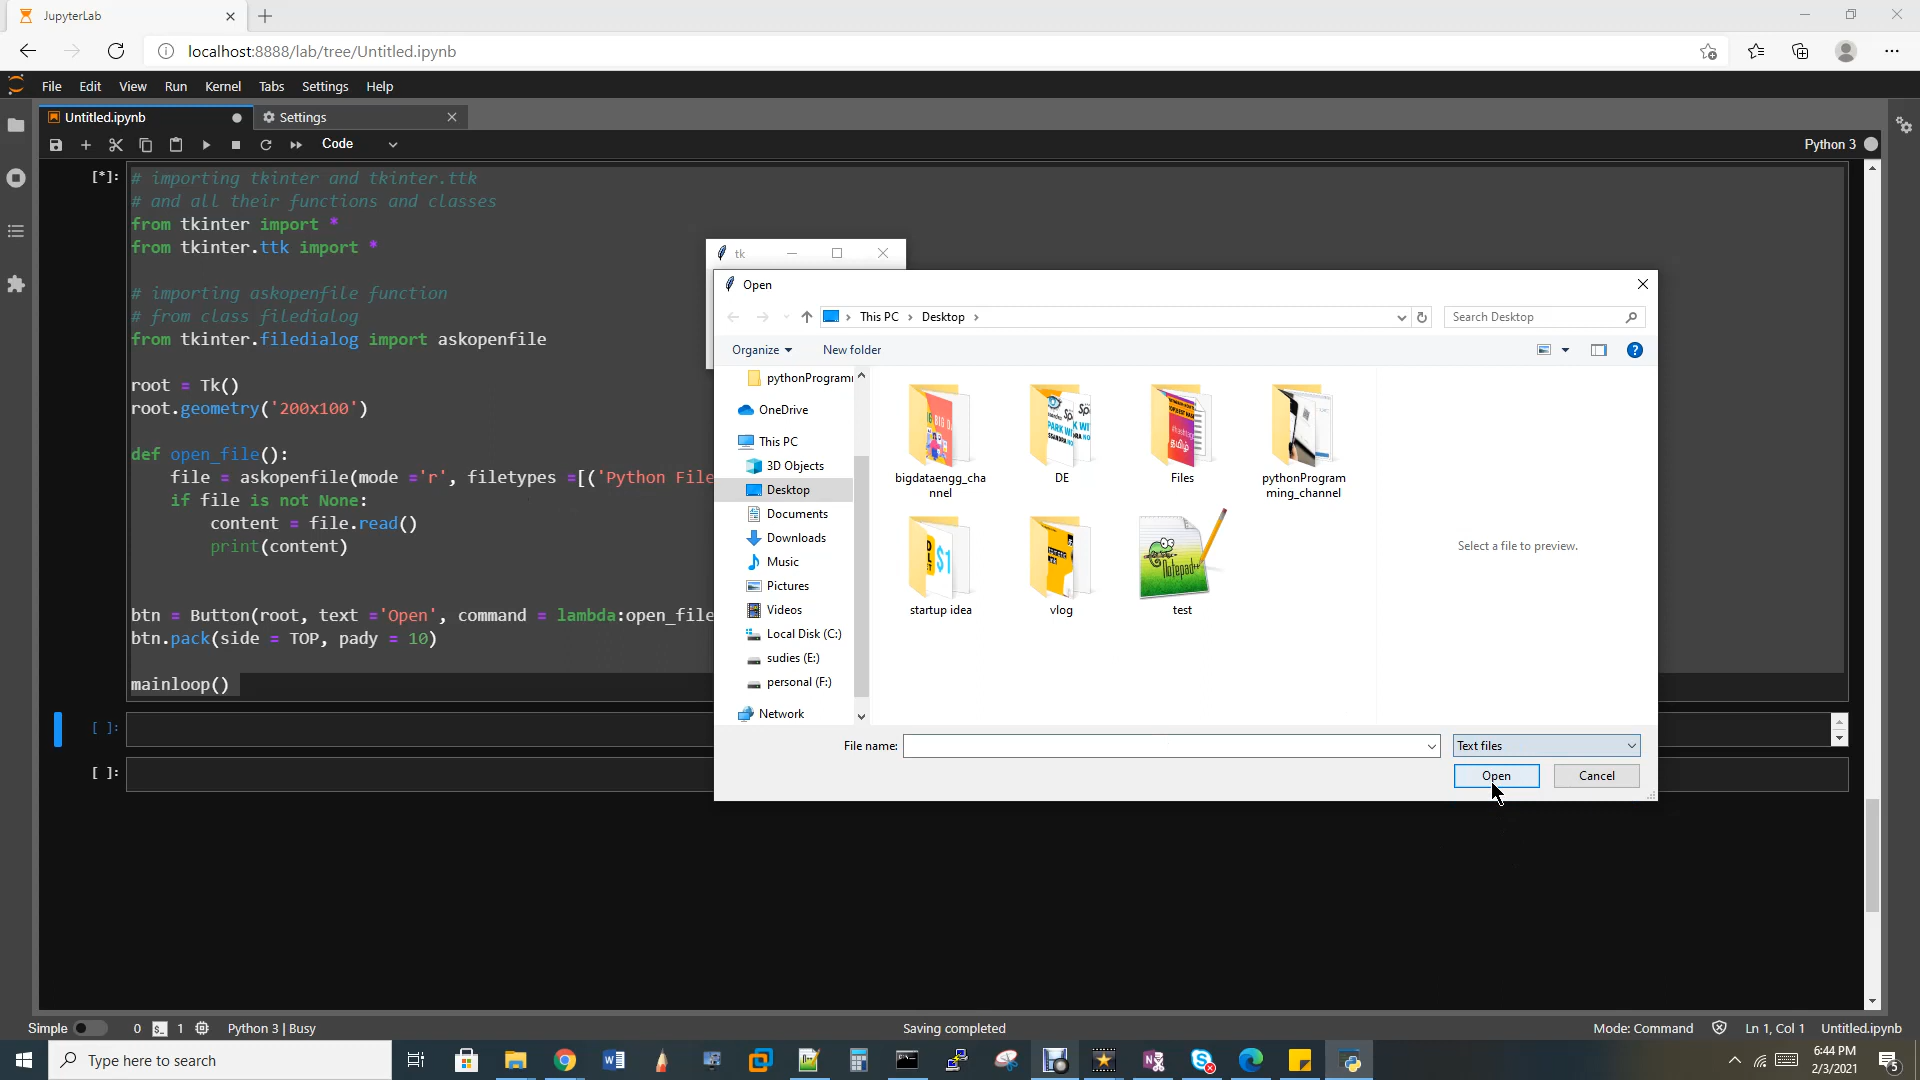 JupyterLab
localhost:8888/lab/tree/Untitled.ipynb
File Edit View Run Kernel Tabs Settings Help
Untitled.ipynb
Settings
Code
Python 3
[*]:
# importing tkinter and tkinter.ttk
# and all their functions and classes
from tkinter import *
from tkinter.ttk import *
# importing askopenfile function
# from class filedialog
from tkinter.filedialog import askopenfile
root = Tk()
root.geometry('200x100')
def open_file():
file = askopenfile(mode ='r', filetypes =[('Python File
if file is not None:
content = file.read()
print(content)
btn = Button(root, text ='Open', command = lambda:open_file
btn.pack(side = TOP, pady = 10)
mainloop()
[ ]:
[ ]:
tk
Open
This PC > Desktop >
Search Desktop
Organize
New folder
pythonProgram
OneDrive
This PC
3D Objects
Desktop
Documents
Downloads
Music
Pictures
Videos
Local Disk (C:)
sudies (E:)
personal (F:)
Network
bigdataengg_cha
nnel
DE
Files
pythonProgram
ming_channel
startup idea
vlog
test
Select a file to preview.
File name:
Text files
Open
Cancel
Simple
0
1
Python 3 | Busy
Saving completed
Mode: Command
Ln 1, Col 1
Untitled.ipynb
Type here to search
6:44 PM
2/3/2021
5